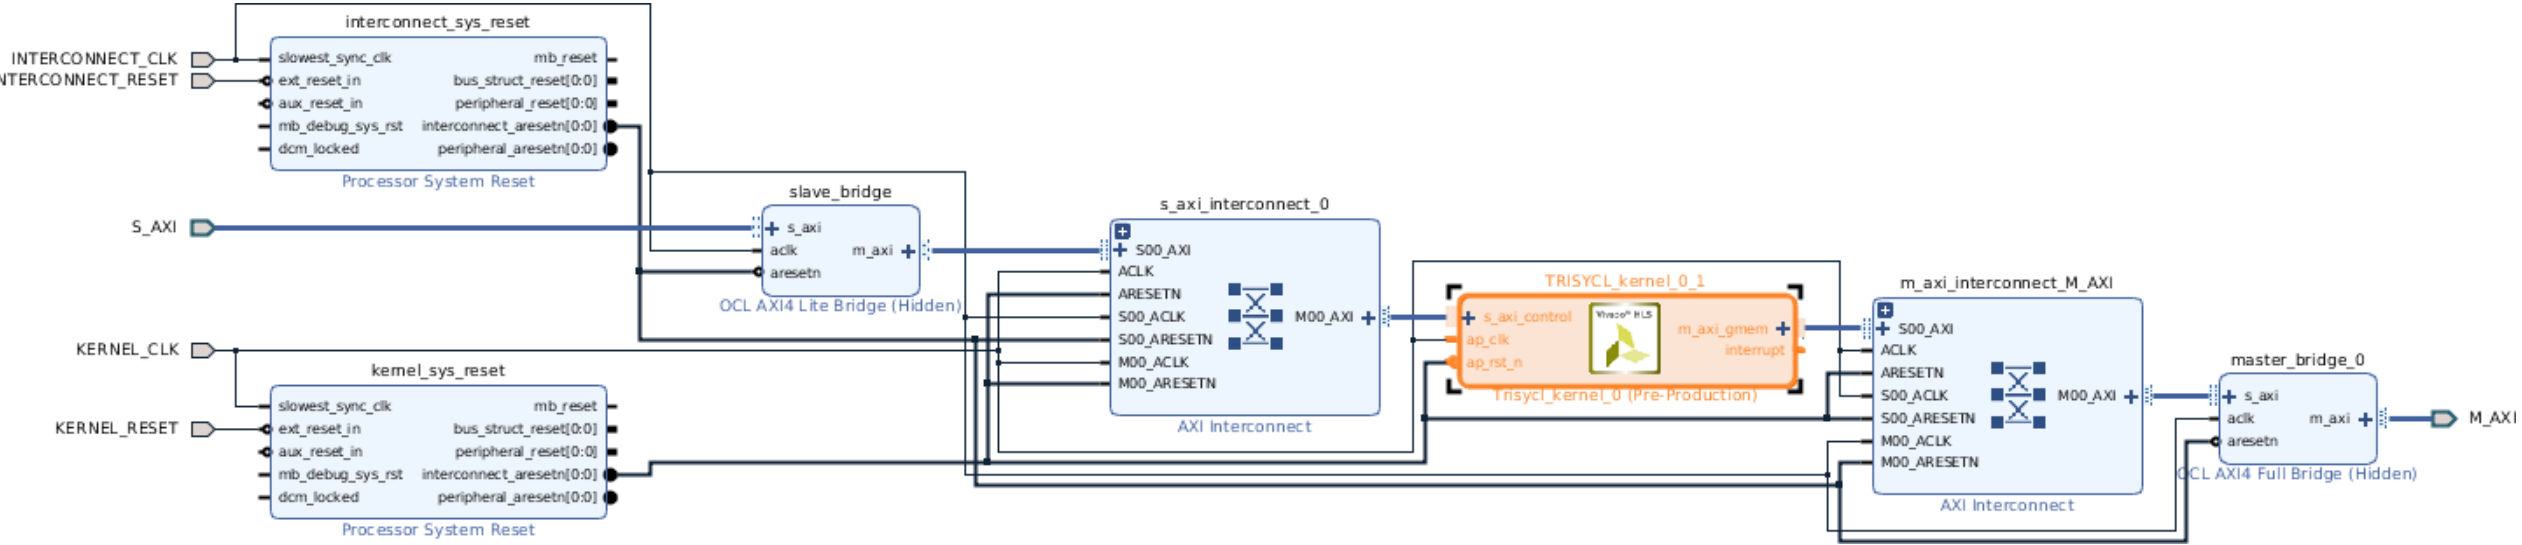 interconnect_sys_reset
INTERCONNECT_CLK
NTERCONNECT_RESET
slowest_sync_clk mb_reset
ext_reset_in bus_struct_reset[0:0]
aux_reset_in peripheral_reset[0:0]
mb_debug_sys_rst interconnect_aresetn[0:0]
dcm_locked peripheral_aresetn[0:0]
Processor System Reset
S_AXI
slave_bridge
s_axi
aclk m_axi
aresetn
OCL AXI4 Lite Bridge (Hidden)
KERNEL_CLK
kernel_sys_reset
KERNEL_RESET
slowest_sync_clk mb_reset
ext_reset_in bus_struct_reset[0:0]
aux_reset_in peripheral_reset[0:0]
mb_debug_sys_rst interconnect_aresetn[0:0]
dcm_locked peripheral_aresetn[0:0]
Processor System Reset
s_axi_interconnect_0
S00_AXI
ACLK
ARESETN
S00_ACLK M00_AXI
S00_ARESETN
M00_ACLK
M00_ARESETN
AXI Interconnect
TRISYCL_kernel_0_1
s_axi_control
ap_clk
ap_rst_n
Vivado™ HLS
m_axi_gmem
interrupt
Trisycl_kernel_0 (Pre-Production)
m_axi_interconnect_M_AXI
S00_AXI
ACLK
ARESETN
S00_ACLK M00_AXI
S00_ARESETN
M00_ACLK
M00_ARESETN
AXI Interconnect
master_bridge_0
s_axi
aclk m_axi
aresetn
OCL AXI4 Full Bridge (Hidden)
M_AXI